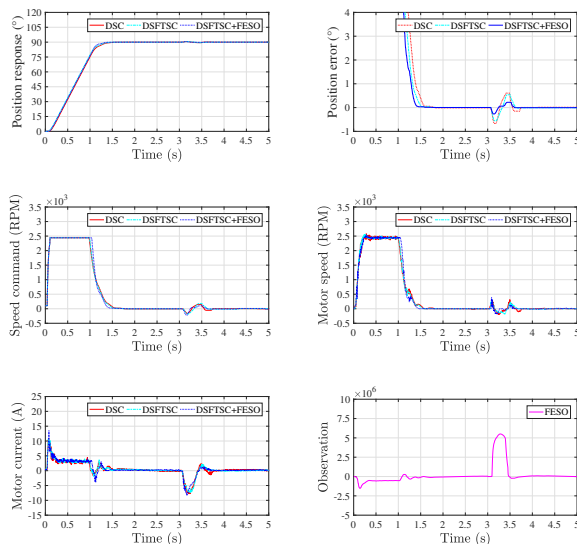 Position response (°)
120
105
90
75
60
45
30
15
0
DSC DSFTSC DSFTSC+FESO
0 0.5 1 1.5 2 2.5 3 3.5 4 4.5 5
Time (s)
Position error(°)
4
3
2
1
0
-1
DSC DSFTSC DSFTSC+FESO
0 0.5 1 1.5 2 2.5 3 3.5 4 4.5 5
Time (s)
Speed command (RPM)
×10³
3.5
3
2.5
2
1.5
1
0.5
0
-0.5
DSC DSFTSC DSFTSC+FESO
0 0.5 1 1.5 2 2.5 3 3.5 4 4.5 5
Time (s)
Motor speed (RPM)
×10³
3.5
3
2.5
2
1.5
1
0.5
0
-0.5
DSC DSFTSC DSFTSC+FESO
0 0.5 1 1.5 2 2.5 3 3.5 4 4.5 5
Time (s)
Motor current (A)
25
20
15
10
5
0
-5
-10
-15
DSC DSFTSC DSFTSC+FESO
0 0.5 1 1.5 2 2.5 3 3.5 4 4.5 5
Time (s)
Observation
×10⁶
10
7.5
5
2.5
0
-2.5
-5
FESO
0 0.5 1 1.5 2 2.5 3 3.5 4 4.5 5
Time (s)